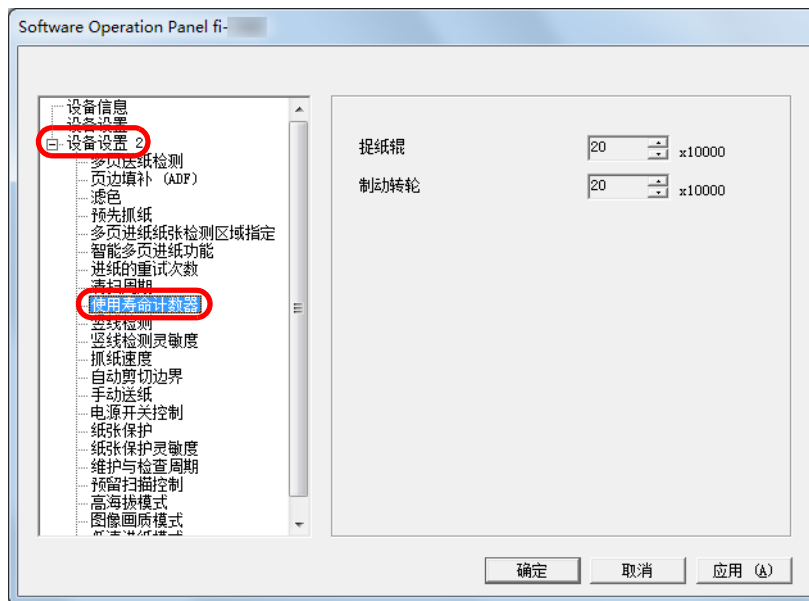 Software Operation Panel fi-
设备信息
设备设置
设备设置 2
多页送纸检测
页边填补 (ADF)
滤色
预先抓纸
多页进纸纸张检测区域指定
智能多页进纸功能
进纸的重试次数
清扫周期
使用寿命计数器
竖线检测
竖线检测灵敏度
抓纸速度
自动剪切边界
手动送纸
电源开关控制
纸张保护
纸张保护灵敏度
维护与检查周期
预留扫描控制
高海拔模式
图像画质模式
低速进纸模式
捉纸辊 20 x10000
制动转轮 20 x10000
确定 取消 应用 (A)